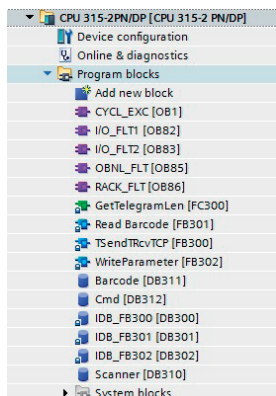 CPU 315-2PN/DP [CPU 315-2 PN/DP]
Device configuration
Online & diagnostics
Program blocks
Add new block
CYCL_EXC [OB1]
I/O_FLT1 [OB82]
I/O_FLT2 [OB83]
OBNL_FLT [OB85]
RACK_FLT [OB86]
GetTelegramLen [FC300]
Read Barcode [FB301]
TSendTRcvTCP [FB300]
WriteParameter [FB302]
Barcode [DB311]
Cmd [DB312]
IDB_FB300 [DB300]
IDB_FB301 [DB301]
IDB_FB302 [DB302]
Scanner [DB310]
System blocks